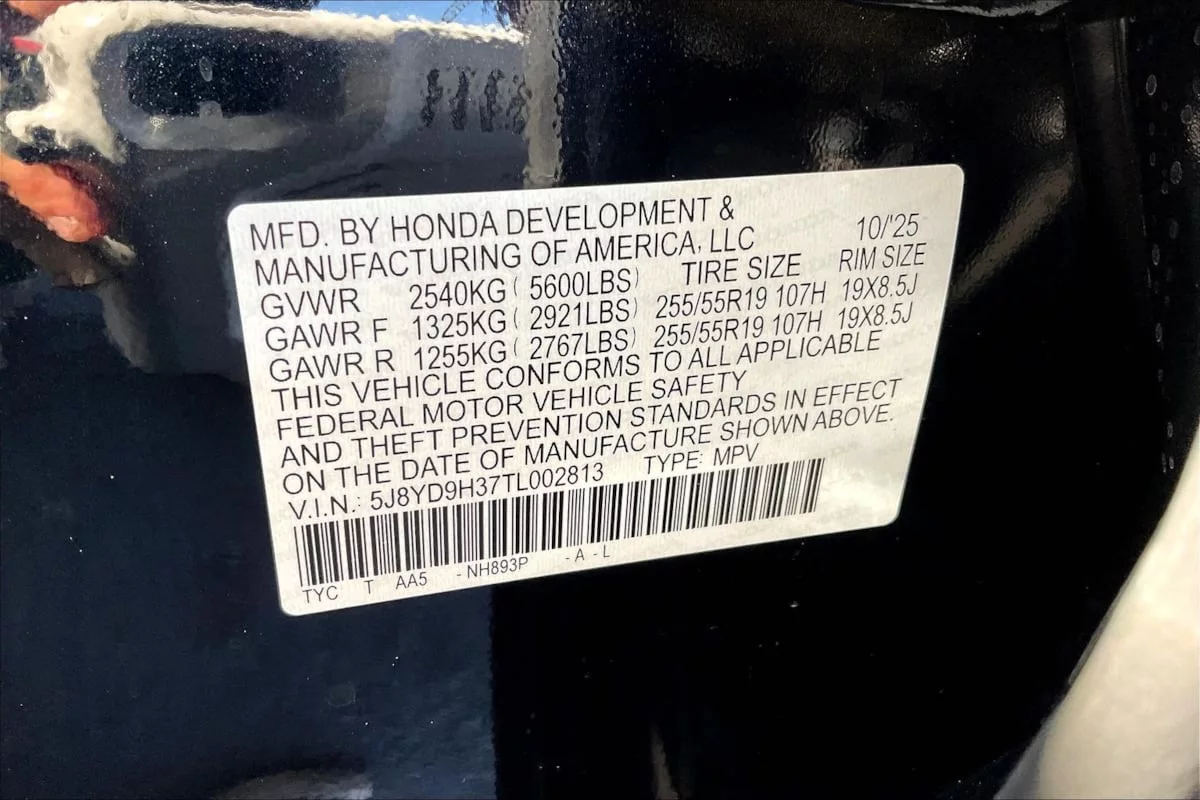 MFD. BY HONDA DEVELOPMENT &
MANUFACTURING OF AMERICA, LLC 10/'25
GVWR 2540KG ( 5600LBS) TIRE SIZE RIM SIZE
GAWR F 1325KG ( 2921LBS) 255/55R19 107H 19X8.5J
GAWR R 1255KG ( 2767LBS) 255/55R19 107H 19X8.5J
THIS VEHICLE CONFORMS TO ALL APPLICABLE
FEDERAL MOTOR VEHICLE SAFETY
AND THEFT PREVENTION STANDARDS IN EFFECT
ON THE DATE OF MANUFACTURE SHOWN ABOVE.
V.I.N.: 5J8YD9H37TL002813 TYPE: MPV
TYC T AA5 -NH893P -A-L